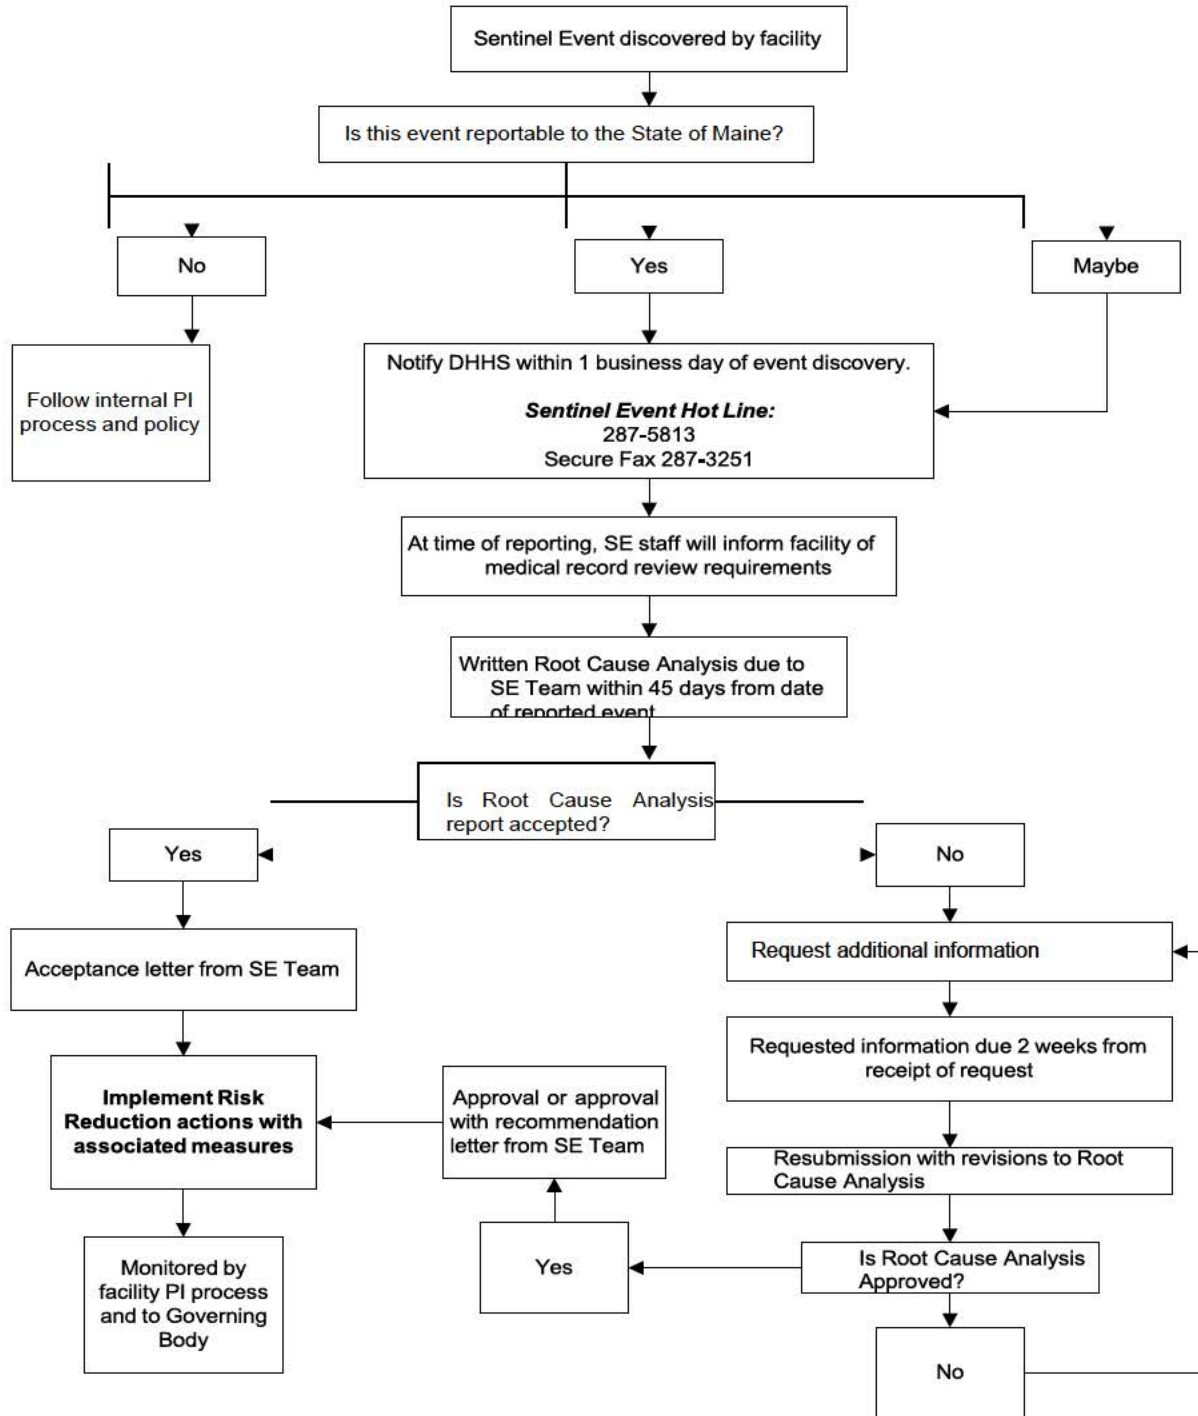 Sentinel Event discovered by facility
Is this event reportable to the State of Maine?
No
Yes
Maybe
Follow internal PI
process and policy
Notify DHHS within 1 business day of event discovery.
Sentinel Event Hot Line:
287-5813
Secure Fax 287-3251
At time of reporting, SE staff will inform facility of
medical record review requirements
Written Root Cause Analysis due to
SE Team within 45 days from date
of reported event
Is Root Cause Analysis
report accepted?
Yes
No
Acceptance letter from SE Team
Request additional information
Requested information due 2 weeks from
receipt of request
Implement Risk
Reduction actions with
associated measures
Approval or approval
with recommendation
letter from SE Team
Resubmission with revisions to Root
Cause Analysis
Monitored by
facility PI process
and to Governing
Body
Yes
Is Root Cause Analysis
Approved?
No